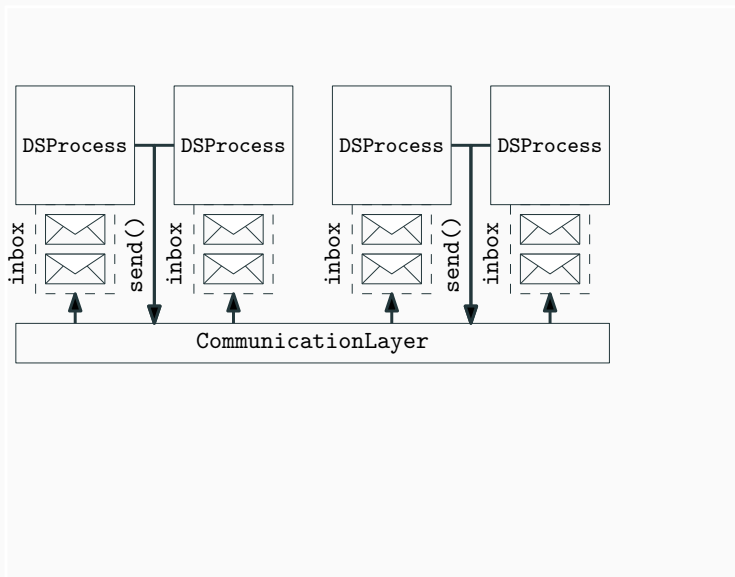 DSProcess
DSProcess
DSProcess
DSProcess
inbox
send()
inbox
inbox
send()
inbox
CommunicationLayer